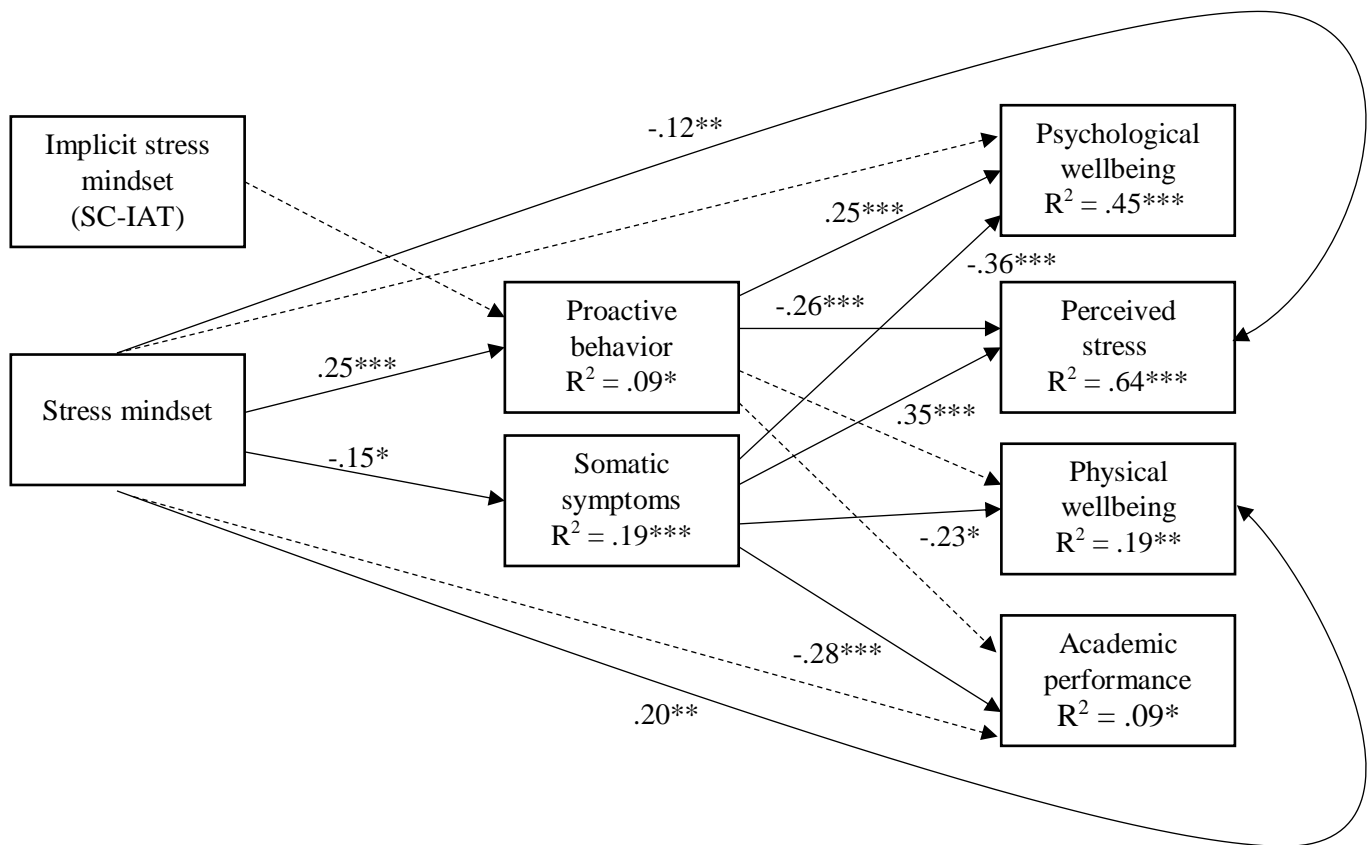 Implicit stress
mindset
(SC-IAT)
Stress mindset
-.12**
.25***
-.15*
.20**
Proactive
behavior
R² = .09*
Somatic
symptoms
R² = .19***
.25***
-.36***
-.26***
.35***
-.23*
-.28***
Psychological
wellbeing
R² = .45***
Perceived
stress
R² = .64***
Physical
wellbeing
R² = .19**
Academic
performance
R² = .09*